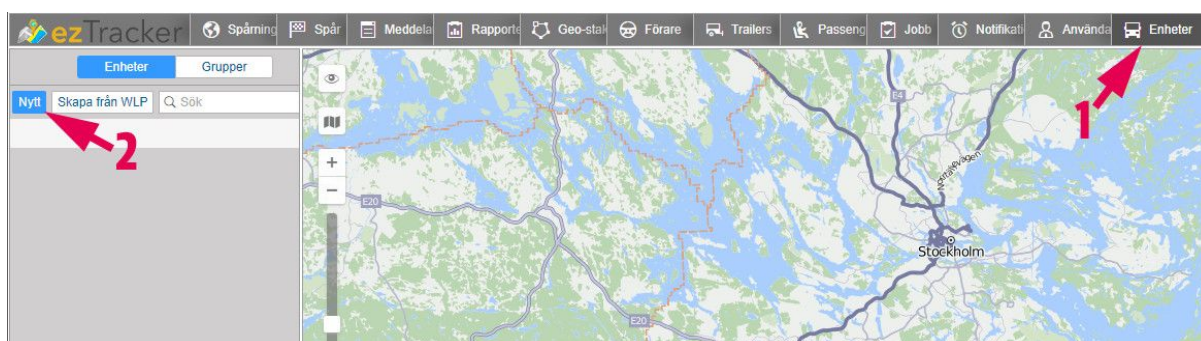 ezTracker Spårning Spår Meddela Rapporte Geo-stak Förare Trailers Passeng Jobb Notifikati Använda Enheter
Enheter Grupper
Nytt Skapa från WLP Sök
1
2
E4
Norrtäljevägen
E20
Stockholm
E20